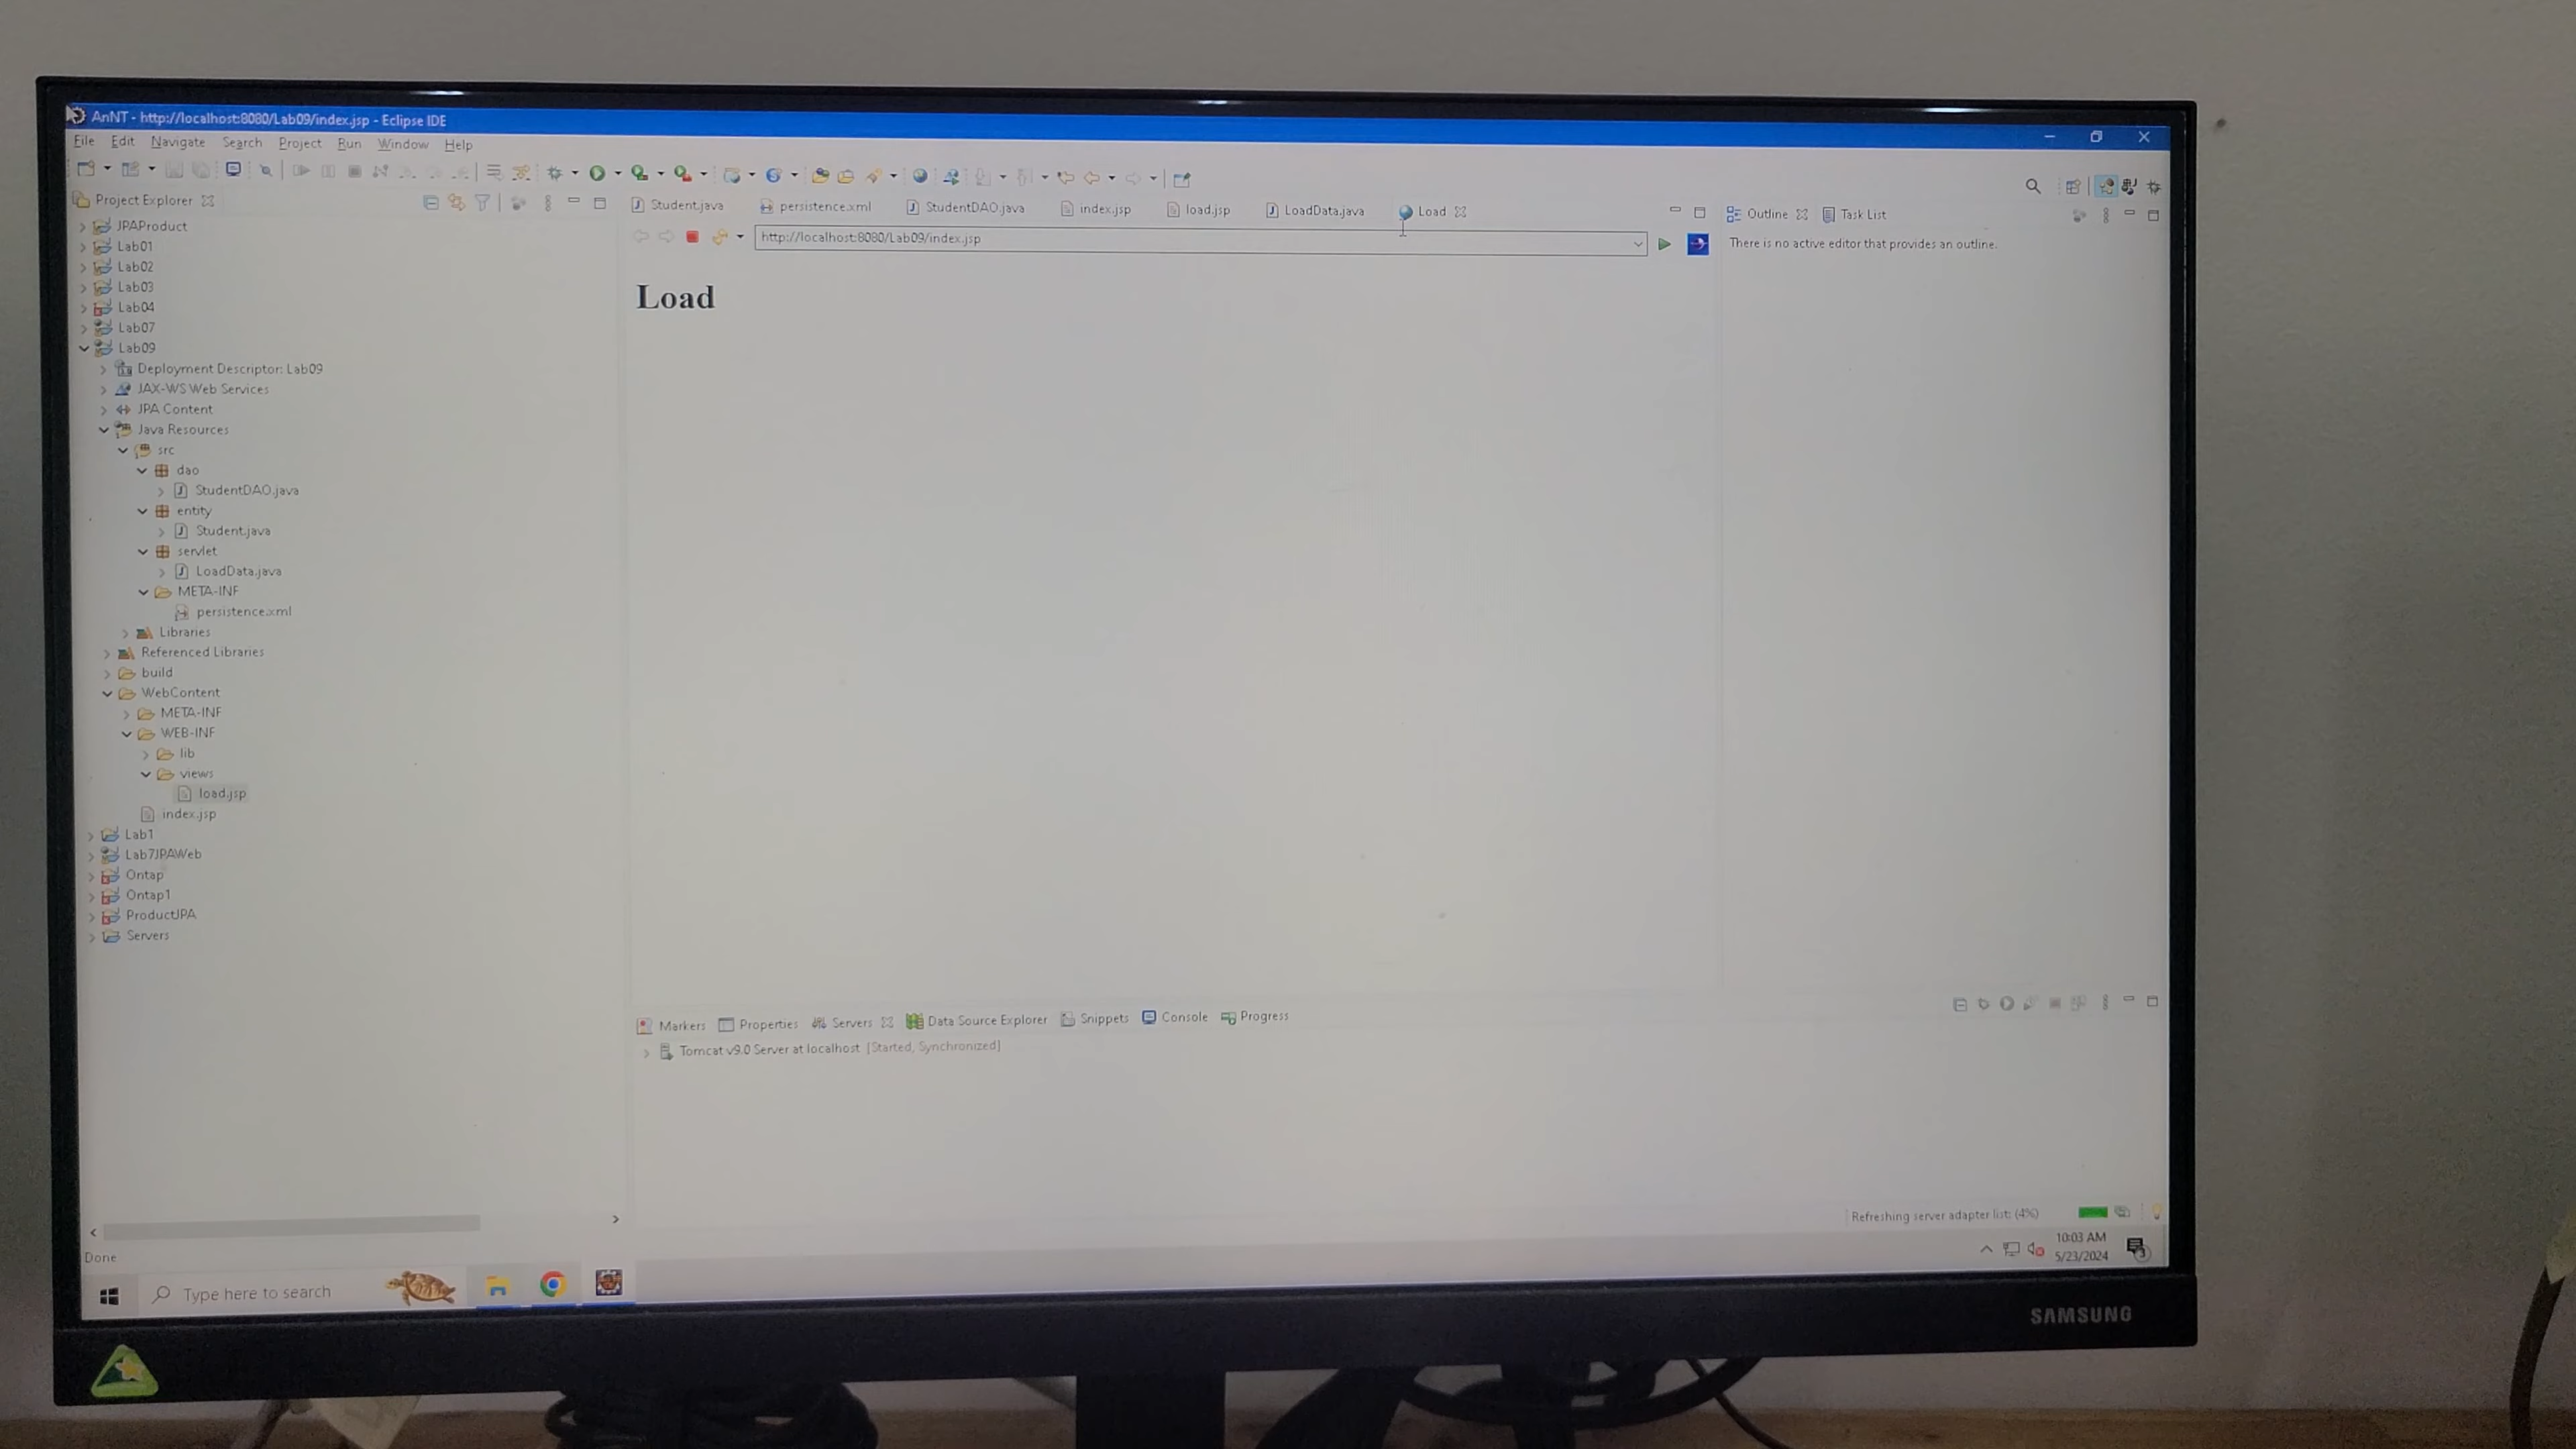 AnNT - http://localhost:8080/Lab09/index.jsp - Eclipse IDE
File Edit Navigate Search Project Run Window Help
Project Explorer
Student.java persistence.xml StudentDAO.java index.jsp load.jsp LoadData.java Load
Outline Task List
http://localhost:8080/Lab09/index.jsp
There is no active editor that provides an outline.
JPAProduct
Lab01
Lab02
Lab03
Lab04
Lab07
Lab09
Deployment Descriptor: Lab09
JAX-WS Web Services
JPA Content
Java Resources
src
dao
StudentDAO.java
entity
Student.java
servlet
LoadData.java
META-INF
persistence.xml
Libraries
Referenced Libraries
build
WebContent
META-INF
WEB-INF
lib
views
load.jsp
index.jsp
Lab1
Lab7JPAWeb
Ontap
Ontap1
ProductJPA
Servers
Load
Markers Properties Servers Data Source Explorer Snippets Console Progress
Tomcat v9.0 Server at localhost [Started, Synchronized]
Refreshing server adapter list: (4%)
Done
Type here to search
10:03 AM
5/23/2024
3
SAMSUNG